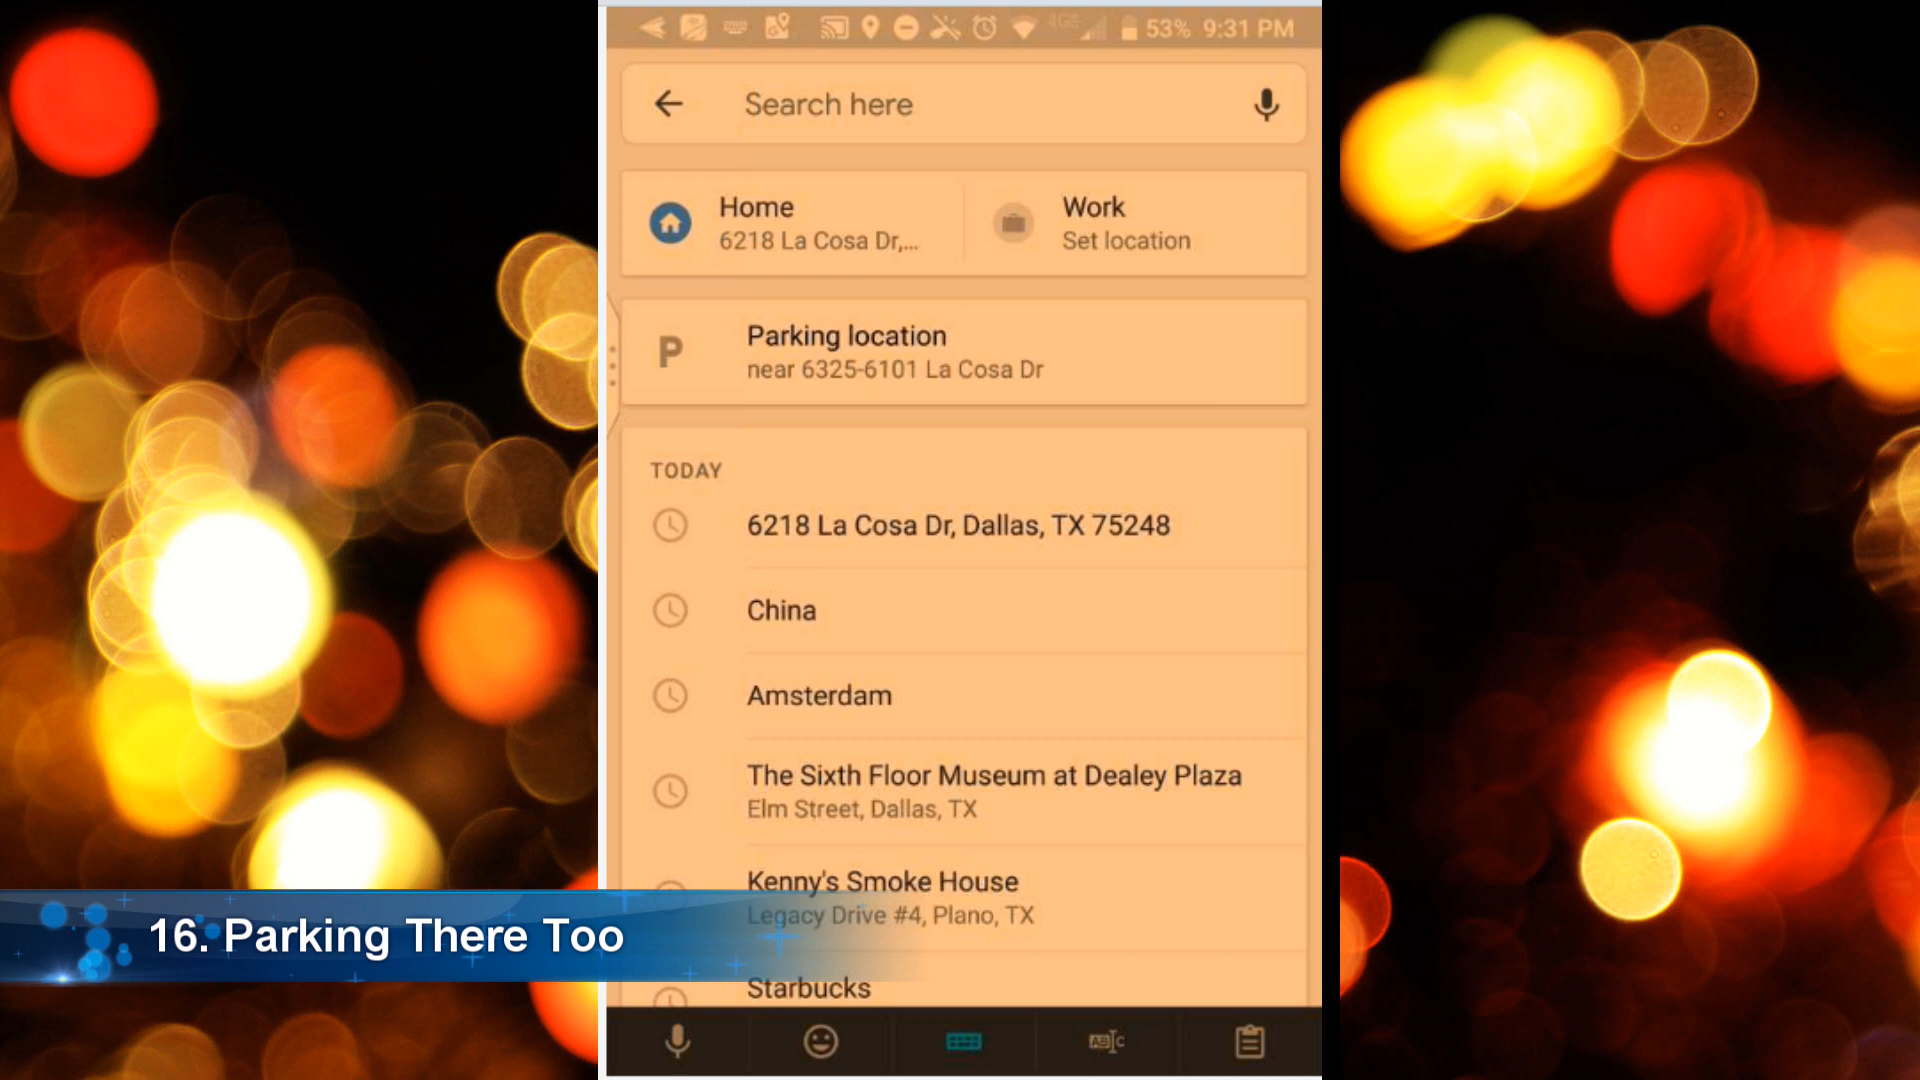 53% 9:31 PM
Search here
Home
6218 La Cosa Dr,...
Work
Set location
P
Parking location
near 6325-6101 La Cosa Dr
TODAY
6218 La Cosa Dr, Dallas, TX 75248
China
Amsterdam
The Sixth Floor Museum at Dealey Plaza
Elm Street, Dallas, TX
Kenny's Smoke House
Legacy Drive #4, Plano, TX
16. Parking There Too
Starbucks